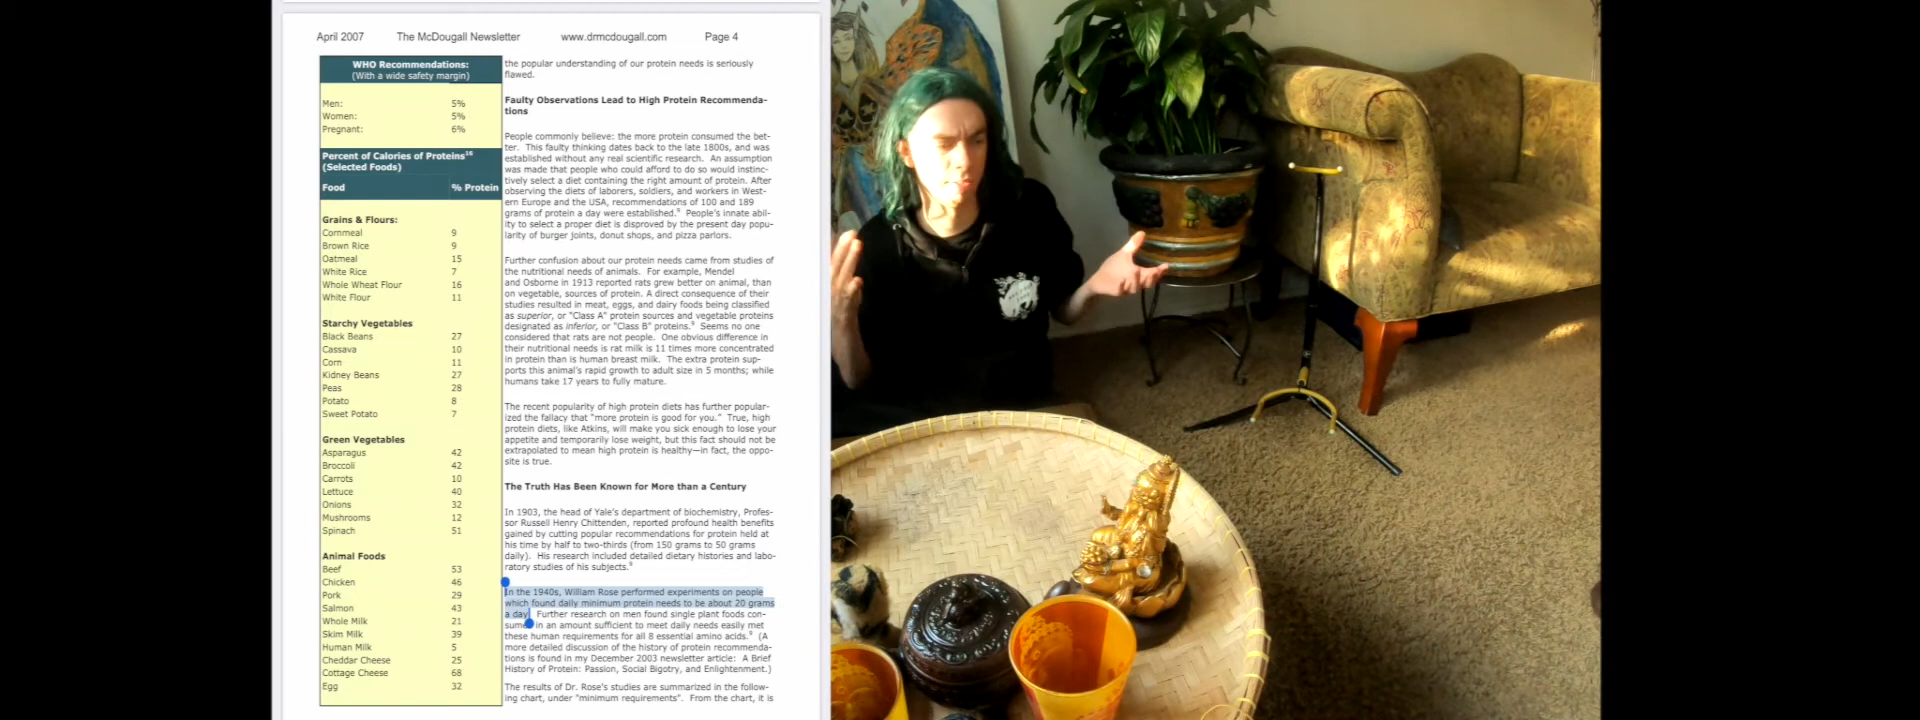 April 2007 The McDougall Newsletter www.drmcdougall.com Page 4
WHO Recommendations:
(With a wide safety margin)
Men: 5%
Women: 5%
Pregnant: 6%
Percent of Calories of Proteins16
(Selected Foods)
Food % Protein
Grains & Flours:
Cornmeal 9
Brown Rice 9
Oatmeal 15
White Rice 7
Whole Wheat Flour 16
White Flour 11
Starchy Vegetables
Black Beans 27
Cassava 10
Corn 11
Kidney Beans 27
Peas 28
Potato 8
Sweet Potato 7
Green Vegetables
Asparagus 42
Broccoli 42
Carrots 10
Lettuce 40
Onions 32
Mushrooms 12
Spinach 51
Animal Foods
Beef 53
Chicken 46
Pork 29
Salmon 43
Whole Milk 21
Skim Milk 39
Human Milk 5
Cheddar Cheese 25
Cottage Cheese 68
Egg 32
the popular understanding of our protein needs is seriously
flawed.
Faulty Observations Lead to High Protein Recommenda-
tions
People commonly believe: the more protein consumed the bet-
ter. This faulty thinking dates back to the late 1800s, and was
established without any real scientific research. An assumption
was made that people who could afford to do so would instinc-
tively select a diet containing the right amount of protein. After
observing the diets of laborers, soldiers, and workers in West-
ern Europe and the USA, recommendations of 100 and 189
grams of protein a day were established.9 People's innate abil-
ity to select a proper diet is disproved by the present day popu-
larity of burger joints, donut shops, and pizza parlors.
Further confusion about our protein needs came from studies of
the nutritional needs of animals. For example, Mendel
and Osborne in 1913 reported rats grew better on animal, than
on vegetable, sources of protein. A direct consequence of their
studies resulted in meat, eggs, and dairy foods being classified
as superior, or "Class A" protein sources and vegetable proteins
designated as inferior, or "Class B" proteins.9 Seems no one
considered that rats are not people. One obvious difference in
their nutritional needs is rat milk is 11 times more concentrated
in protein than is human breast milk. The extra protein sup-
ports this animal's rapid growth to adult size in 5 months; while
humans take 17 years to fully mature.
The recent popularity of high protein diets has further popular-
ized the fallacy that "more protein is good for you." True, high
protein diets, like Atkins, will make you sick enough to lose your
appetite and temporarily lose weight, but this fact should not be
extrapolated to mean high protein is healthy—in fact, the oppo-
site is true.
The Truth Has Been Known for More than a Century
In 1903, the head of Yale's department of biochemistry, Profes-
sor Russell Henry Chittenden, reported profound health benefits
gained by cutting popular recommendations for protein held at
his time by half to two-thirds (from 150 grams to 50 grams
daily). His research included detailed dietary histories and labo-
ratory studies of his subjects.9
In the 1940s, William Rose performed experiments on people
which found daily minimum protein needs to be about 20 grams
a day Further research on men found single plant foods con-
sume in an amount sufficient to meet daily needs easily met
these human requirements for all 8 essential amino acids.9 (A
more detailed discussion of the history of protein recommenda-
tions is found in my December 2003 newsletter article: A Brief
History of Protein: Passion, Social Bigotry, and Enlightenment.)
The results of Dr. Rose's studies are summarized in the follow-
ing chart, under "minimum requirements". From the chart, it is